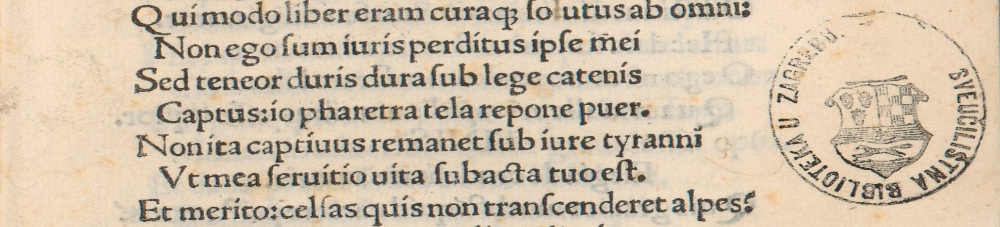 Qui modo liber eram curaqꝫ ſolutus ab omni:
Non ego ſum iuris perditus ipſe mei
Sed teneor duris dura ſub lege catenis
Captus: io pharetra tela repone puer.
Non ita captiuus remanet ſub iure tyranni
Vt mea ſeruitio uita ſubacta tuo eſt.
Et merito: celſas quis non tranſcenderet alpes?
SVEUČILIŠTNA BIBLIOTEKA U ZAGREBU.